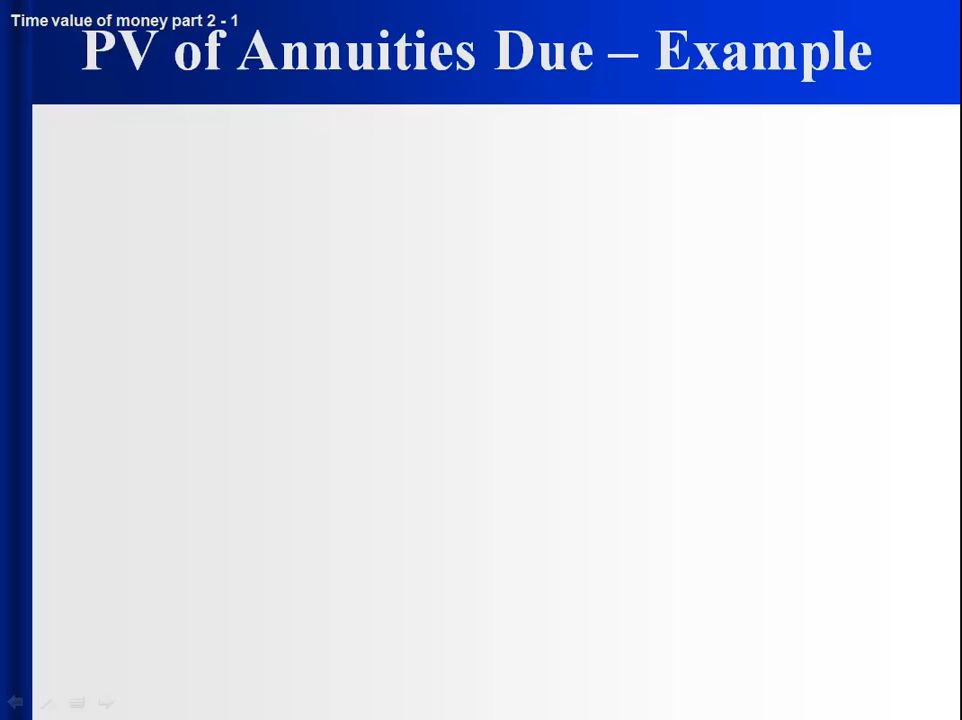 Time value of money part 2 - 1
PV of Annuities Due – Example